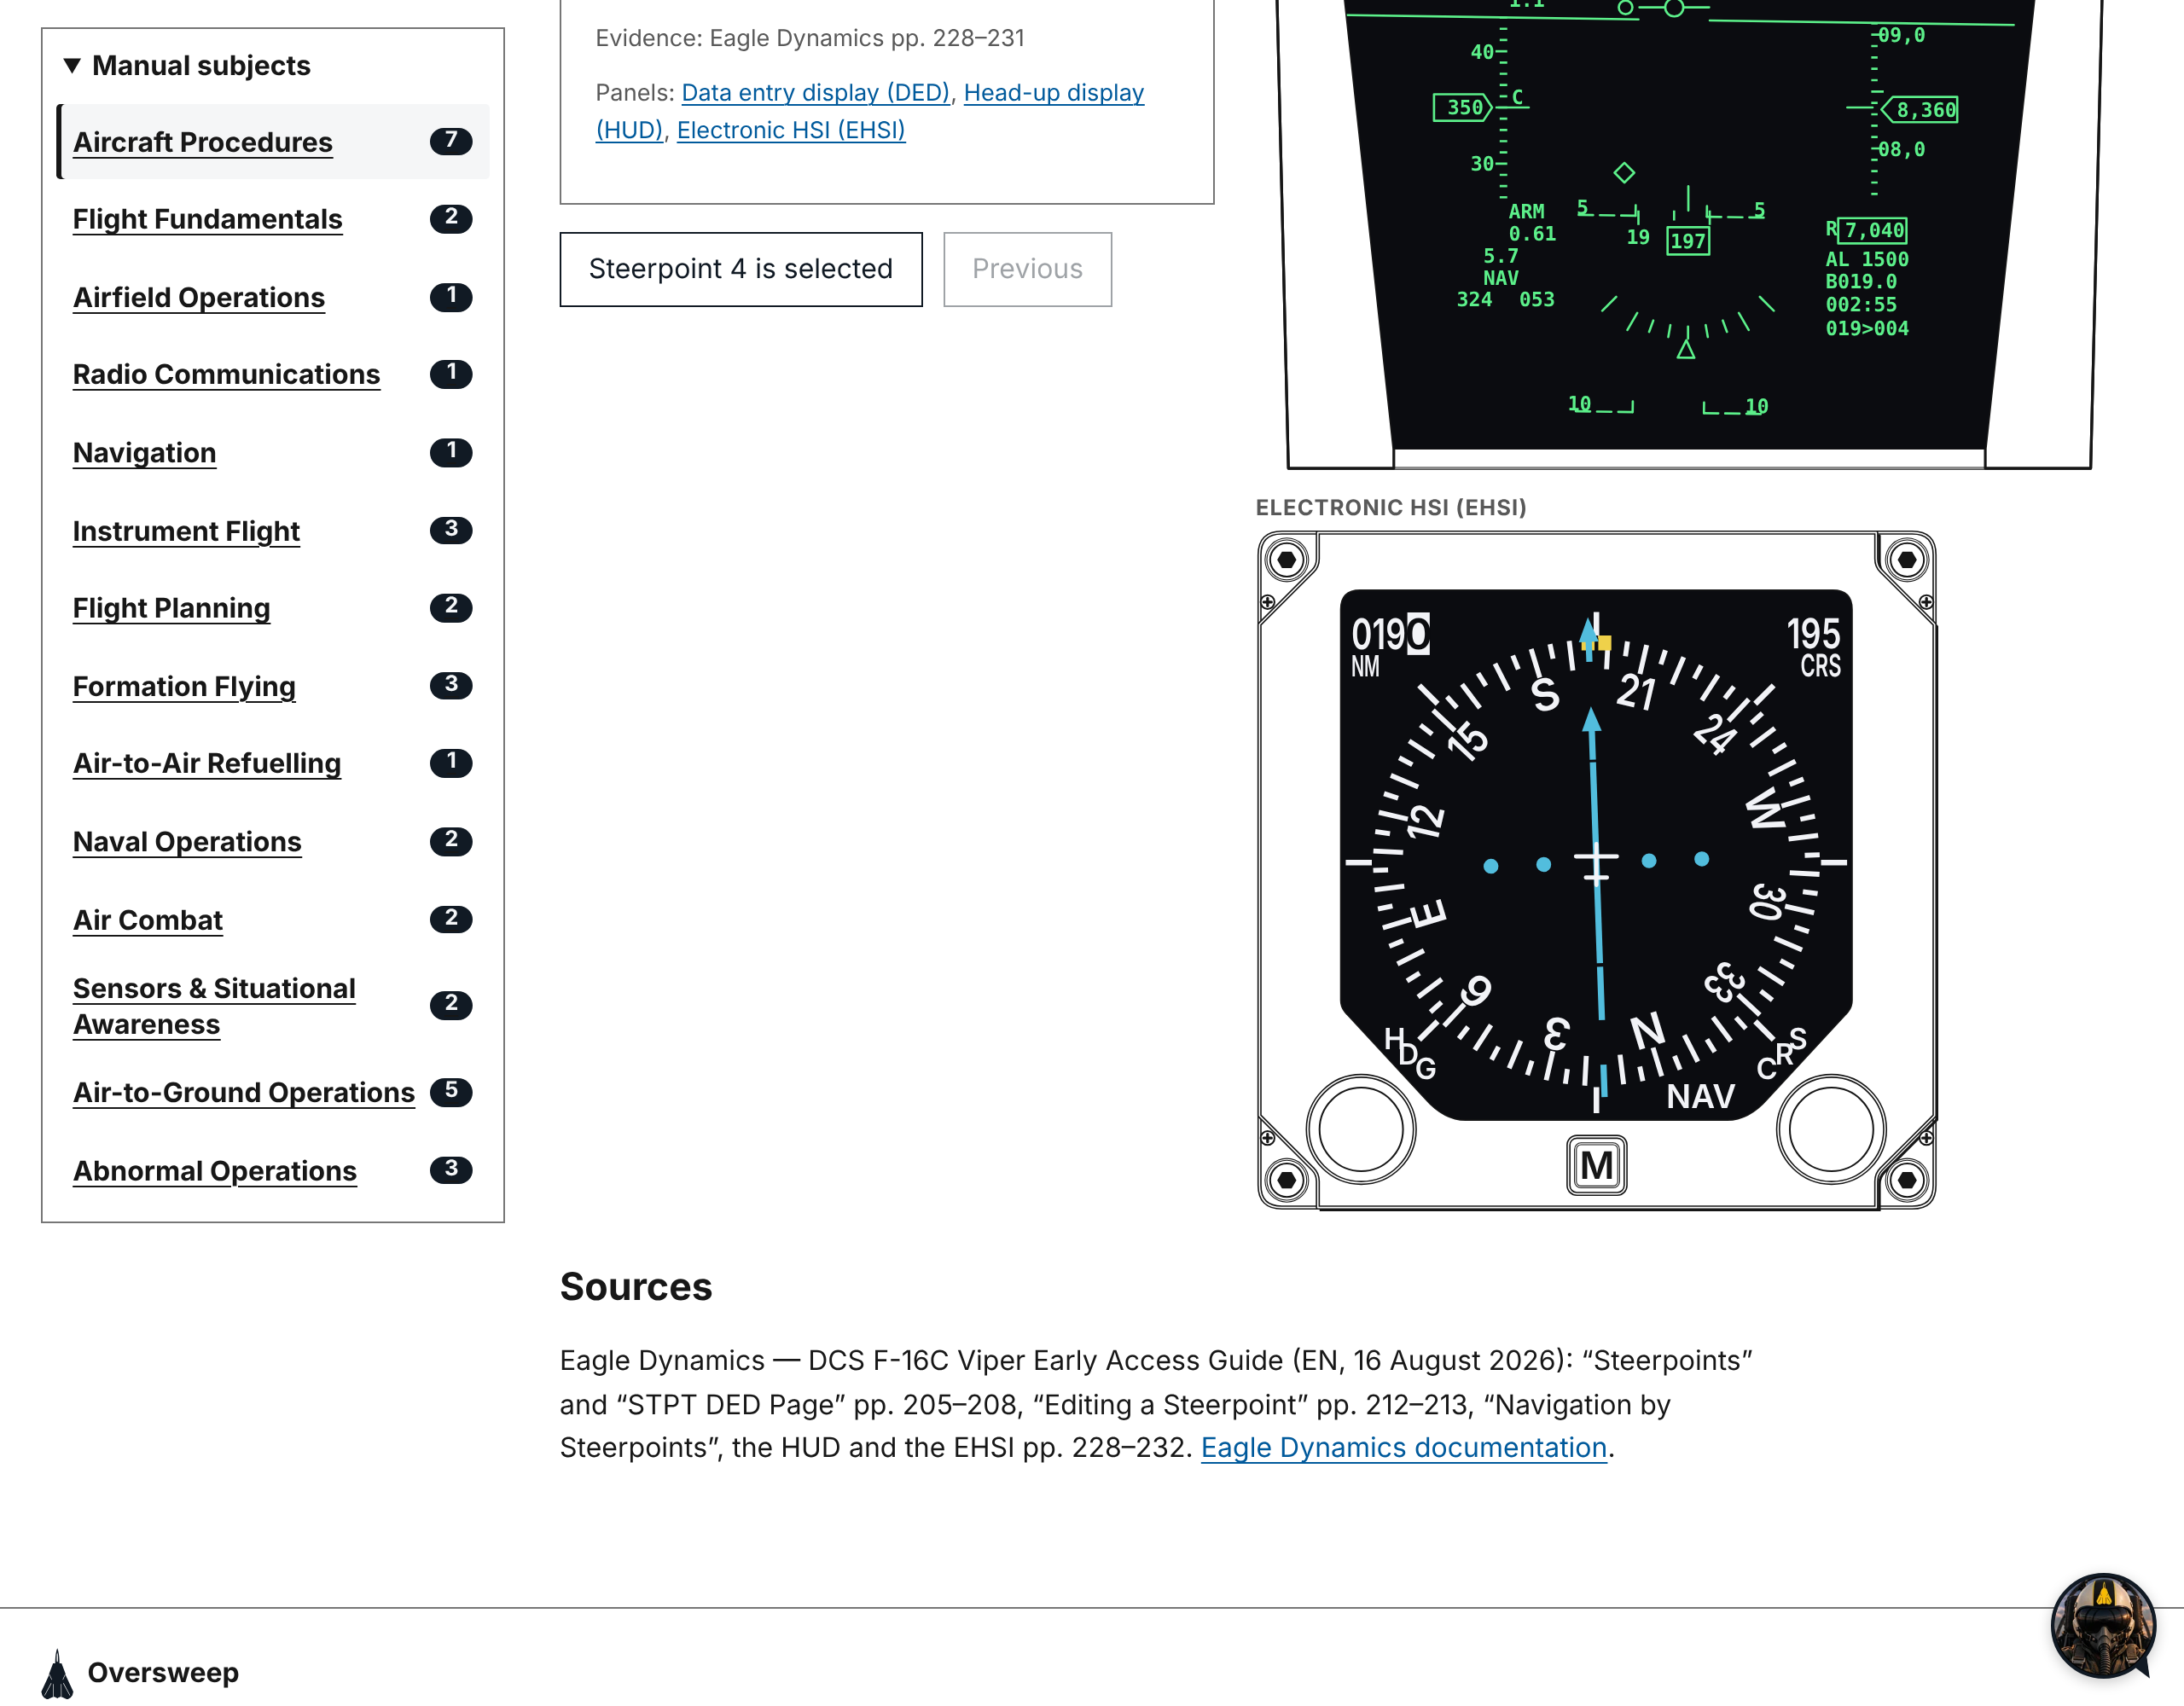 Manual subjects
Aircraft Procedures 7
Flight Fundamentals 2
Airfield Operations 1
Radio Communications 1
Navigation 1
Instrument Flight 3
Flight Planning 2
Formation Flying 3
Air-to-Air Refuelling 1
Naval Operations 2
Air Combat 2
Sensors & Situational
Awareness 2
Air-to-Ground Operations 5
Abnormal Operations 3
Evidence: Eagle Dynamics pp. 228–231
Panels: Data entry display (DED), Head-up display
(HUD), Electronic HSI (EHSI)
Steerpoint 4 is selected
Previous
1.1
40
09,0
350
C
8,360
30
08,0
ARM
0.61
5.7
NAV
324 053
5 5
19 197
R 7,040
AL 1500
B019.0
002:55
019>004
10 10
ELECTRONIC HSI (EHSI)
0190
NM
195
CRS
S
21
24
W
30
33
N
3
6
E
12
15
HDG
CRS
NAV
M
Sources
Eagle Dynamics — DCS F-16C Viper Early Access Guide (EN, 16 August 2026): “Steerpoints”
and “STPT DED Page” pp. 205–208, “Editing a Steerpoint” pp. 212–213, “Navigation by
Steerpoints”, the HUD and the EHSI pp. 228–232. Eagle Dynamics documentation.
Oversweep